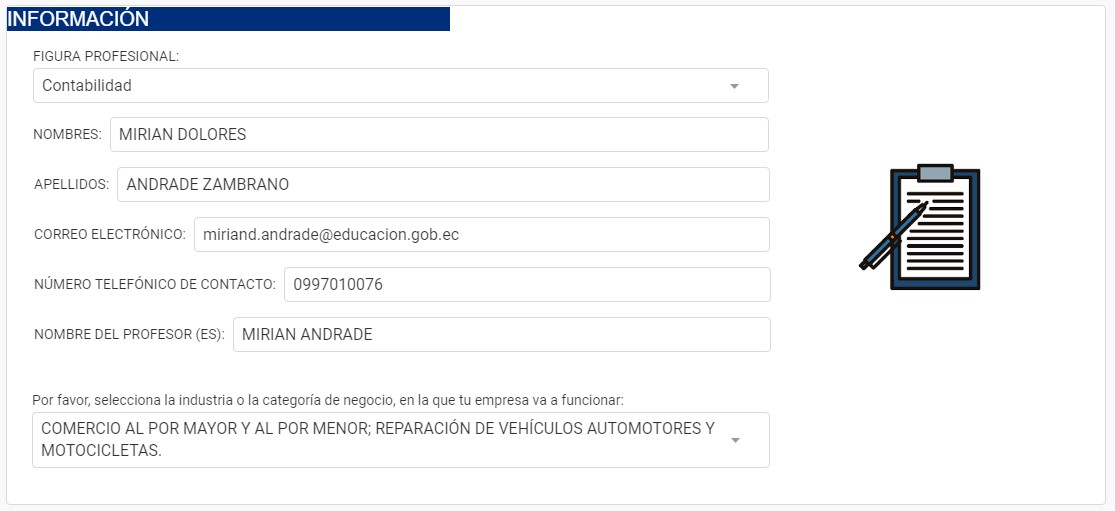 INFORMACIÓN
FIGURA PROFESIONAL:
Contabilidad
NOMBRES: MIRIAN DOLORES
APELLIDOS: ANDRADE ZAMBRANO
CORREO ELECTRÓNICO: miriand.andrade@educacion.gob.ec
NÚMERO TELEFÓNICO DE CONTACTO: 0997010076
NOMBRE DEL PROFESOR (ES): MIRIAN ANDRADE
Por favor, selecciona la industria o la categoría de negocio, en la que tu empresa va a funcionar:
COMERCIO AL POR MAYOR Y AL POR MENOR; REPARACIÓN DE VEHÍCULOS AUTOMOTORES Y
MOTOCICLETAS.